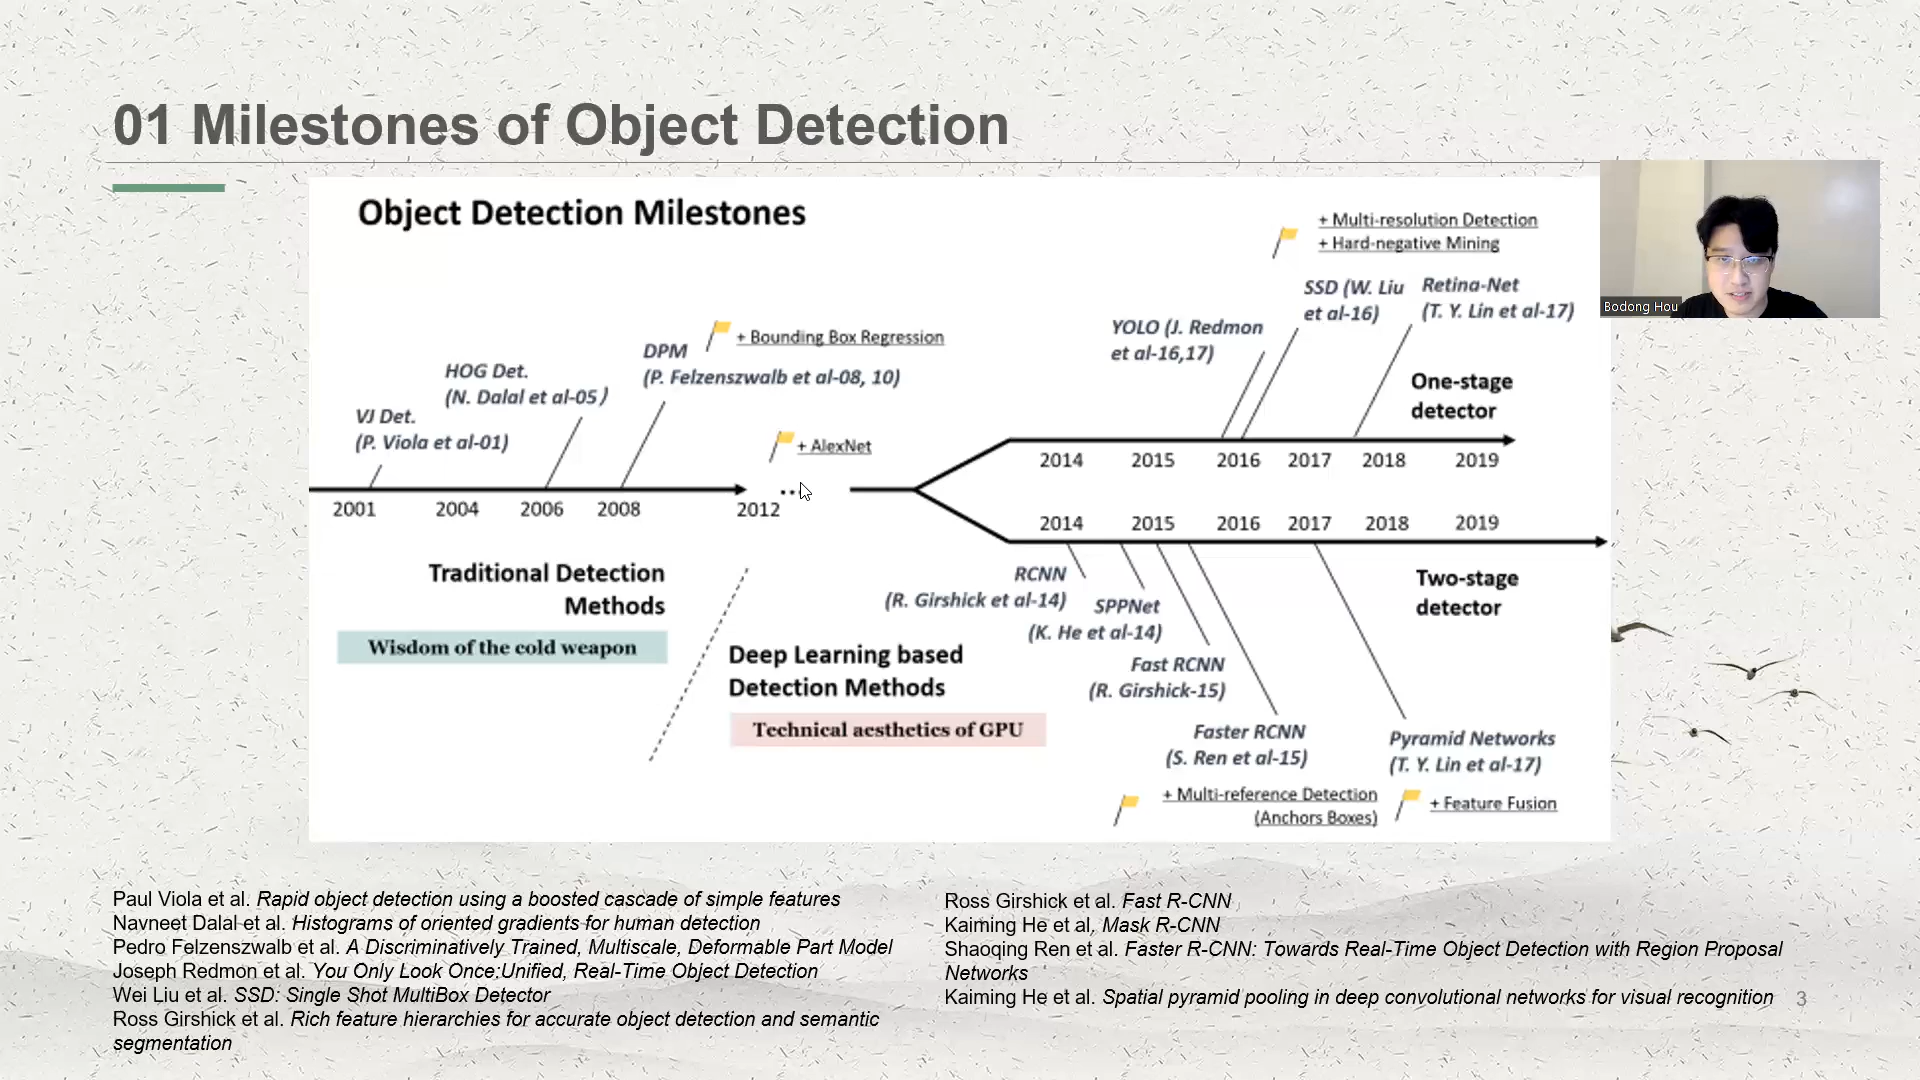 01 Milestones of Object Detection
Object Detection Milestones
+ Multi-resolution Detection
+ Hard-negative Mining
SSD (W. Liu
et al-16)
Retina-Net
(T. Y. Lin et al-17)
YOLO (J. Redmon
et al-16,17)
+ Bounding Box Regression
DPM
(P. Felzenszwalb et al-08, 10)
HOG Det.
(N. Dalal et al-05)
VJ Det.
(P. Viola et al-01)
+ AlexNet
One-stage
detector
2014 2015 2016 2017 2018 2019
2001 2004 2006 2008 2012 ...
2014 2015 2016 2017 2018 2019
Traditional Detection
Methods
Wisdom of the cold weapon
Deep Learning based
Detection Methods
Technical aesthetics of GPU
RCNN
(R. Girshick et al-14)
SPPNet
(K. He et al-14)
Fast RCNN
(R. Girshick-15)
Faster RCNN
(S. Ren et al-15)
+ Multi-reference Detection
(Anchors Boxes)
Two-stage
detector
Pyramid Networks
(T. Y. Lin et al-17)
+ Feature Fusion
Bodong Hou
Paul Viola et al. Rapid object detection using a boosted cascade of simple features
Navneet Dalal et al. Histograms of oriented gradients for human detection
Pedro Felzenszwalb et al. A Discriminatively Trained, Multiscale, Deformable Part Model
Joseph Redmon et al. You Only Look Once;Unified, Real-Time Object Detection
Wei Liu et al. SSD: Single Shot MultiBox Detector
Ross Girshick et al. Rich feature hierarchies for accurate object detection and semantic
segmentation
Ross Girshick et al. Fast R-CNN
Kaiming He et al, Mask R-CNN
Shaoqing Ren et al. Faster R-CNN: Towards Real-Time Object Detection with Region Proposal
Networks
Kaiming He et al. Spatial pyramid pooling in deep convolutional networks for visual recognition
3